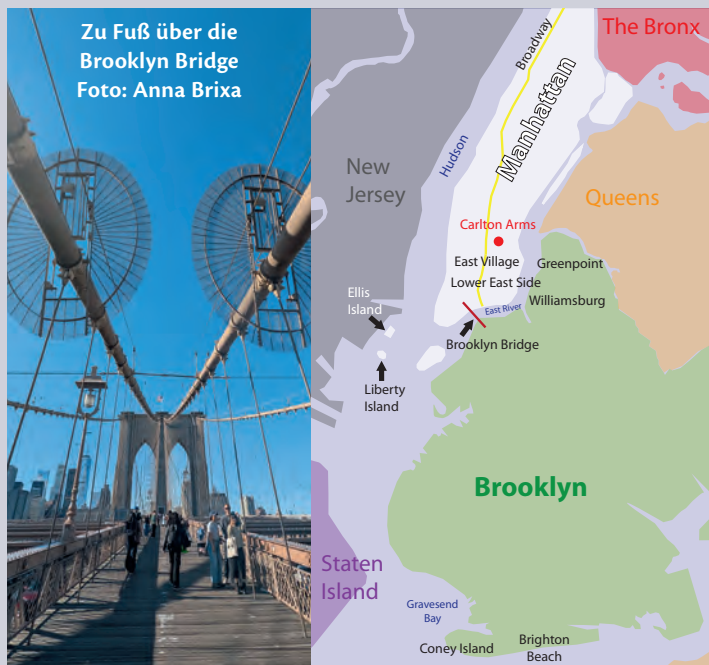 Zu Fuß über die
Brooklyn Bridge
Foto: Anna Brixa
The Bronx
Broadway
Manhattan
Hudson
New
Jersey
Queens
Carlton Arms
East Village
Greenpoint
Lower East Side
Ellis
Island
Williamsburg
East River
Brooklyn Bridge
Liberty
Island
Brooklyn
Staten
Island
Gravesend
Bay
Coney Island
Brighton
Beach